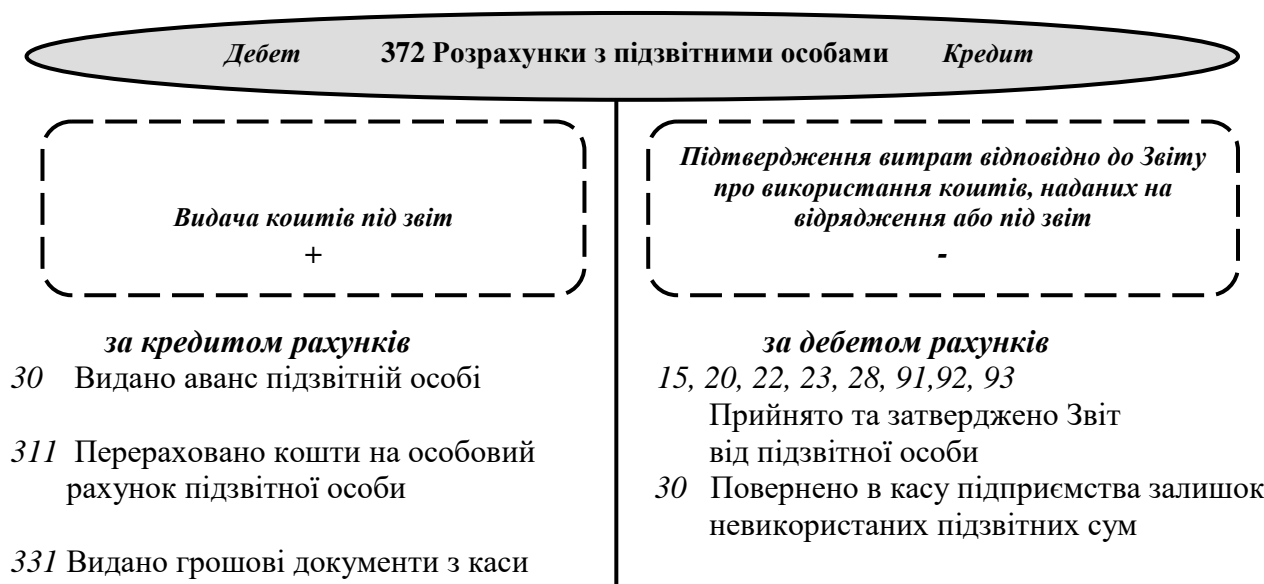 Дебет 372 Розрахунки з підзвітними особами Кредит
Видача коштів під звіт
+
за кредитом рахунків
30 Видано аванс підзвітній особі
311 Перераховано кошти на особовий
рахунок підзвітної особи
331 Видано грошові документи з каси
Підтвердження витрат відповідно до Звіту
про використання коштів, наданих на
відрядження або під звіт
-
за дебетом рахунків
15, 20, 22, 23, 28, 91,92, 93
Прийнято та затверджено Звіт
від підзвітної особи
30 Повернено в касу підприємства залишок
невикористаних підзвітних сум